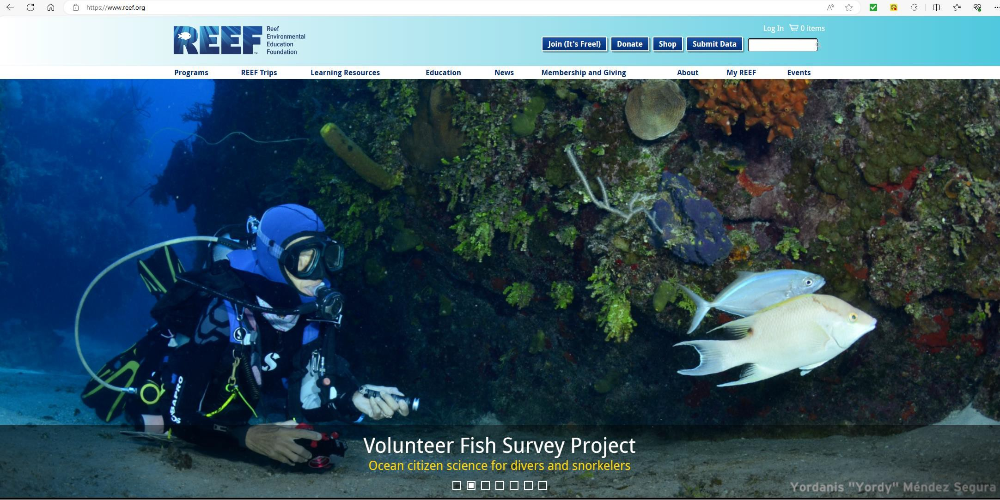 https://www.reef.org
Log In 0 items
REEF™
Reef
Environmental
Education
Foundation
Join (It's Free!) Donate Shop Submit Data
Programs REEF Trips Learning Resources Education News Membership and Giving About My REEF Events
S
SCUBAPRO
Volunteer Fish Survey Project
Ocean citizen science for divers and snorkelers
Yordanis "Yordy" Méndez Segura